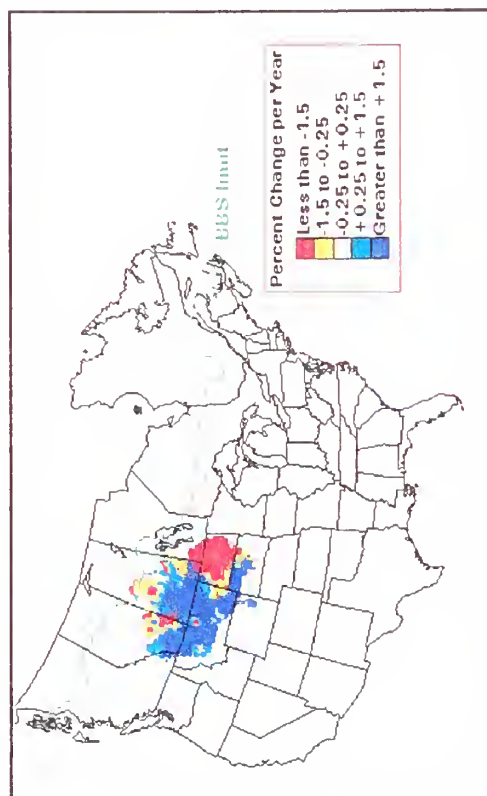 BBS limit
Percent Change per Year
Less than -1.5
-1.5 to -0.25
-0.25 to +0.25
+0.25 to +1.5
Greater than +1.5